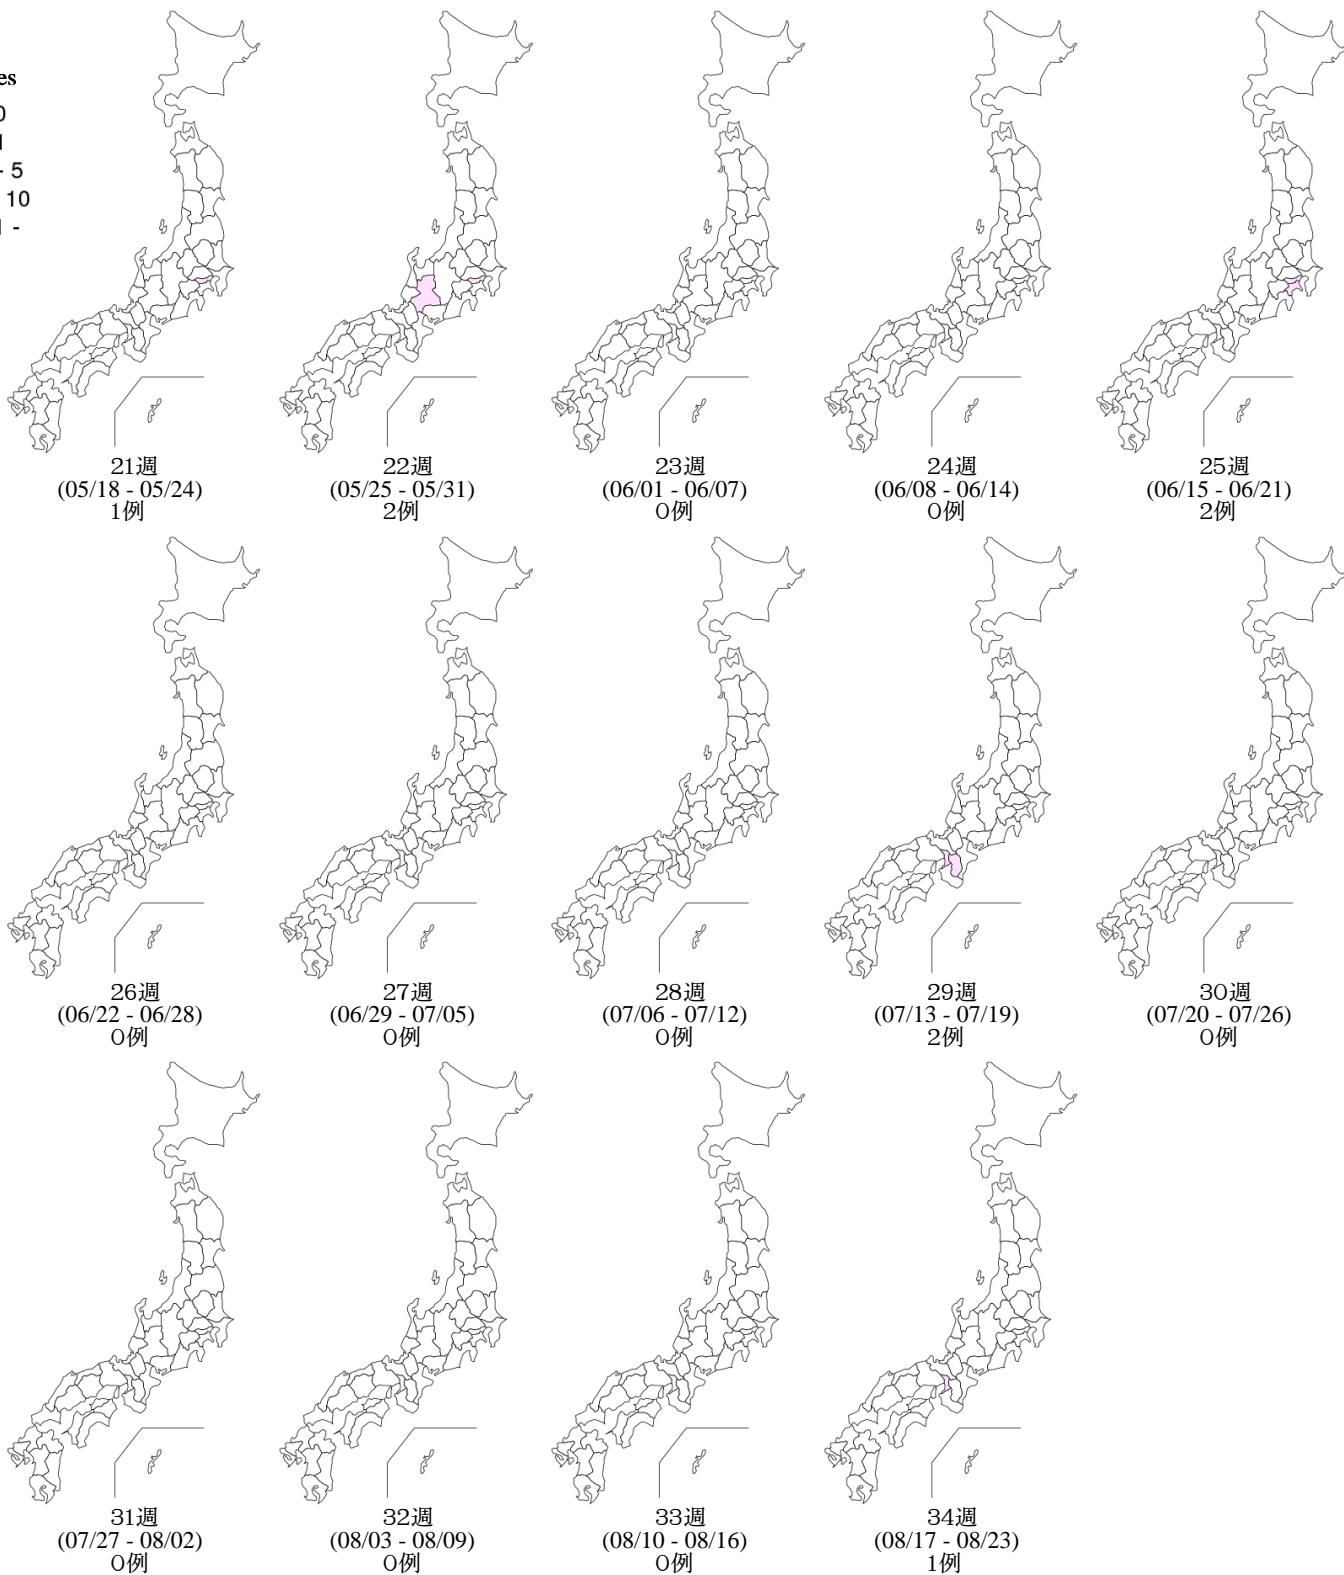 es
0
1
- 5
10
1 -
21週
(05/18 - 05/24)
1例
22週
(05/25 - 05/31)
2例
23週
(06/01 - 06/07)
0例
24週
(06/08 - 06/14)
0例
25週
(06/15 - 06/21)
2例
26週
(06/22 - 06/28)
0例
27週
(06/29 - 07/05)
0例
28週
(07/06 - 07/12)
0例
29週
(07/13 - 07/19)
2例
30週
(07/20 - 07/26)
0例
31週
(07/27 - 08/02)
0例
32週
(08/03 - 08/09)
0例
33週
(08/10 - 08/16)
0例
34週
(08/17 - 08/23)
1例